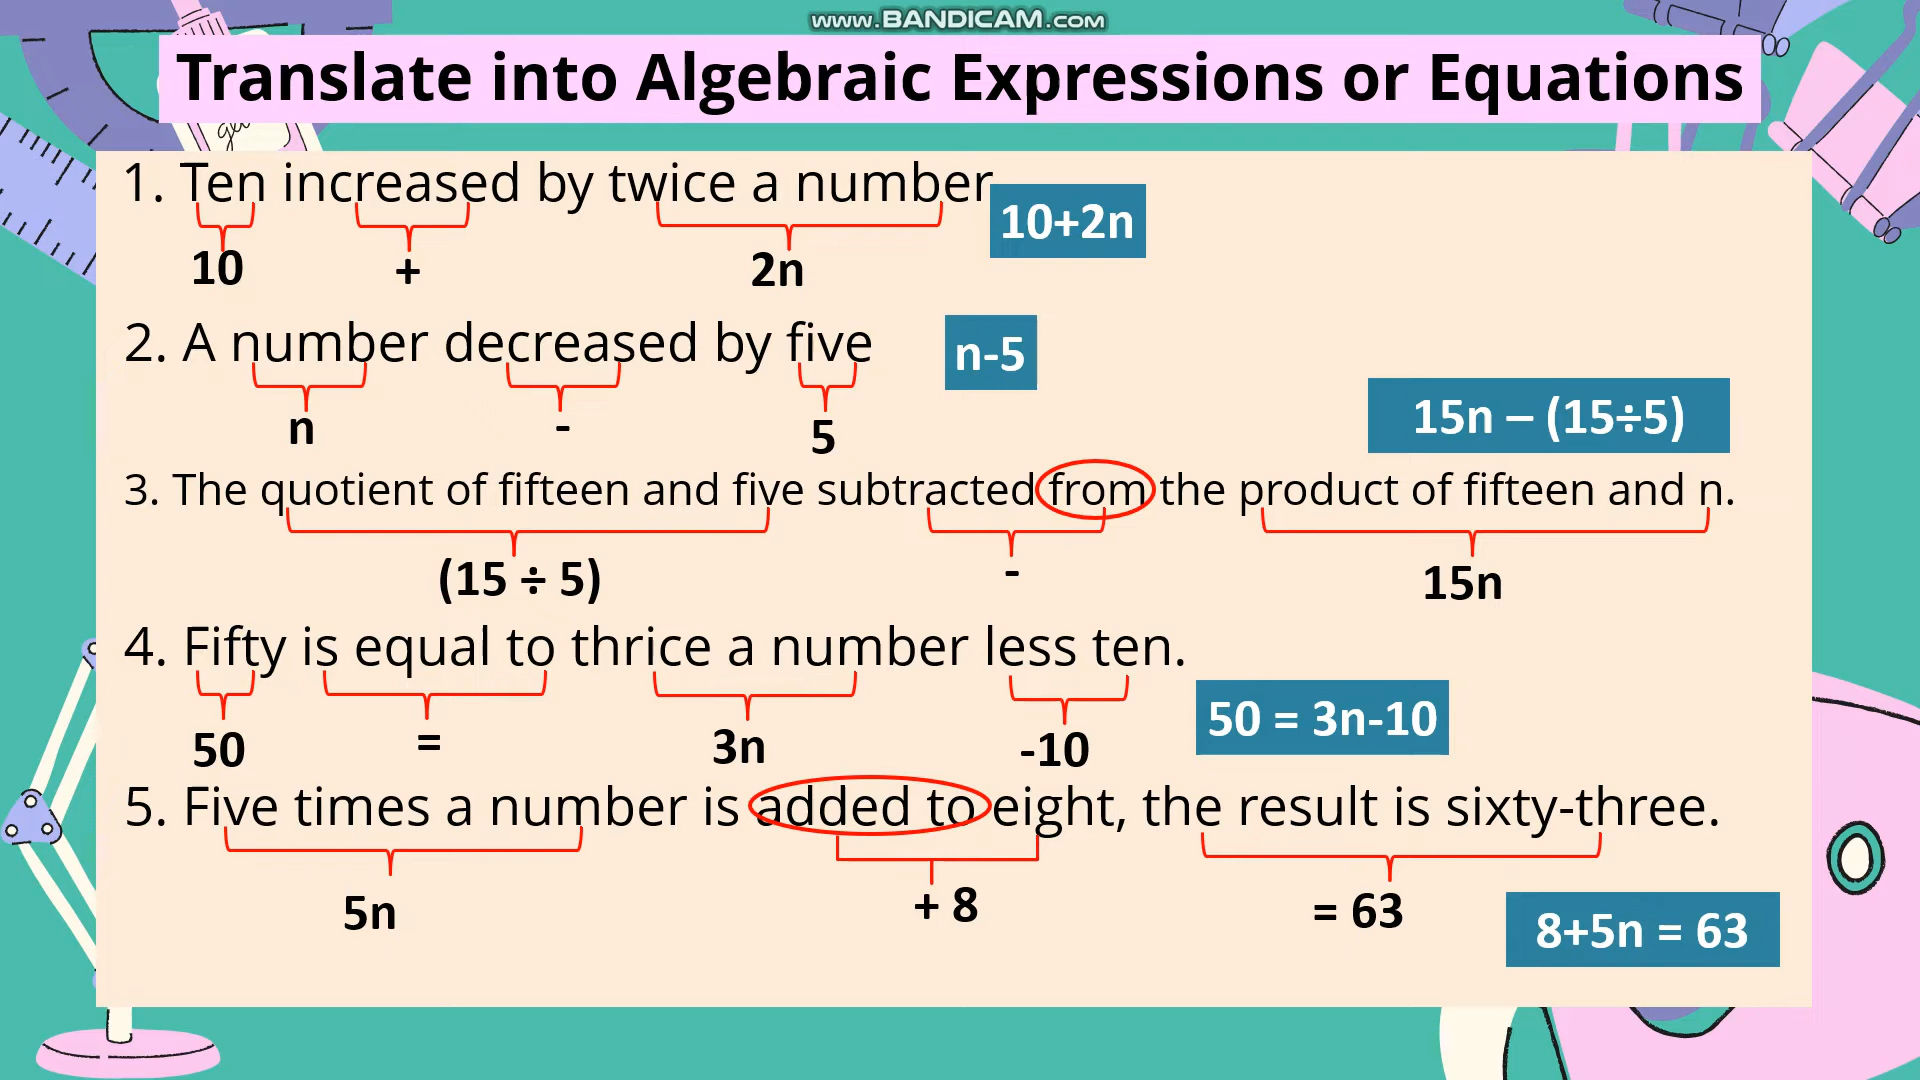 www.BANDICAM.com
Translate into Algebraic Expressions or Equations
1. Ten increased by twice a number
10+2n
10 + 2n
2. A number decreased by five
n-5
n - 5
15n – (15÷5)
3. The quotient of fifteen and five subtracted from the product of fifteen and n.
(15 ÷ 5) - 15n
4. Fifty is equal to thrice a number less ten.
50 = 3n-10
50 = 3n -10
5. Five times a number is added to eight, the result is sixty-three.
5n + 8 = 63
8+5n = 63